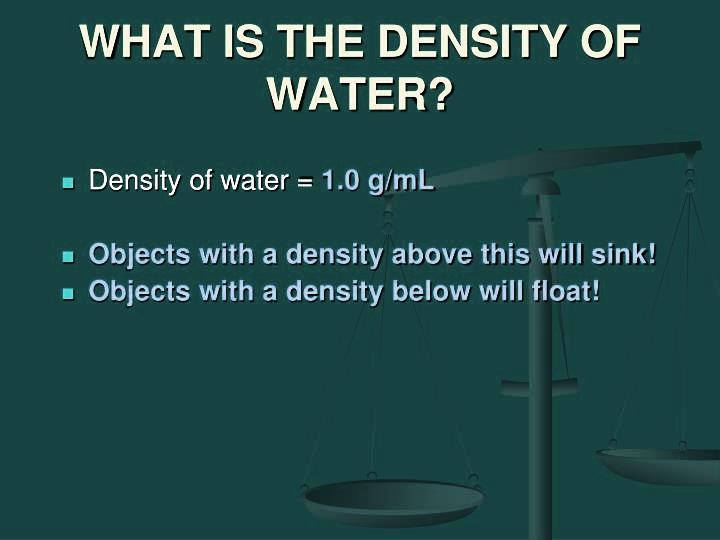 WHAT IS THE DENSITY OF
WATER?
Density of water = 1.0 g/mL
Objects with a density above this will sink!
Objects with a density below will float!